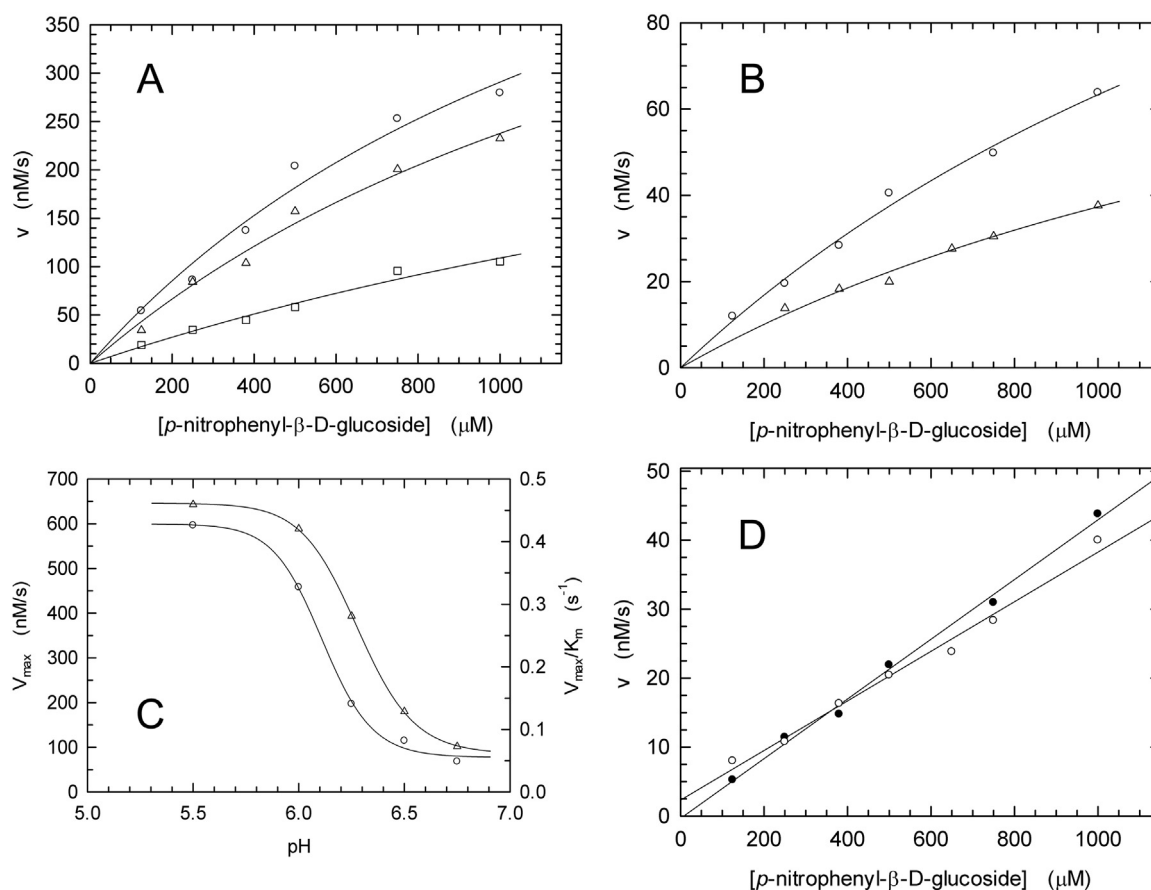 A
350
300
250
200
150
100
50
0
v (nM/s)
0 200 400 600 800 1000
[p-nitrophenyl-β-D-glucoside] (μM)
B
80
60
40
20
0
v (nM/s)
0 200 400 600 800 1000
[p-nitrophenyl-β-D-glucoside] (μM)
C
700
600
500
400
300
200
100
0
Vmax (nM/s)
0.5
0.4
0.3
0.2
0.1
0.0
Vmax/Km (s-1)
5.0 5.5 6.0 6.5 7.0
pH
D
50
40
30
20
10
0
v (nM/s)
0 200 400 600 800 1000
[p-nitrophenyl-β-D-glucoside] (μM)